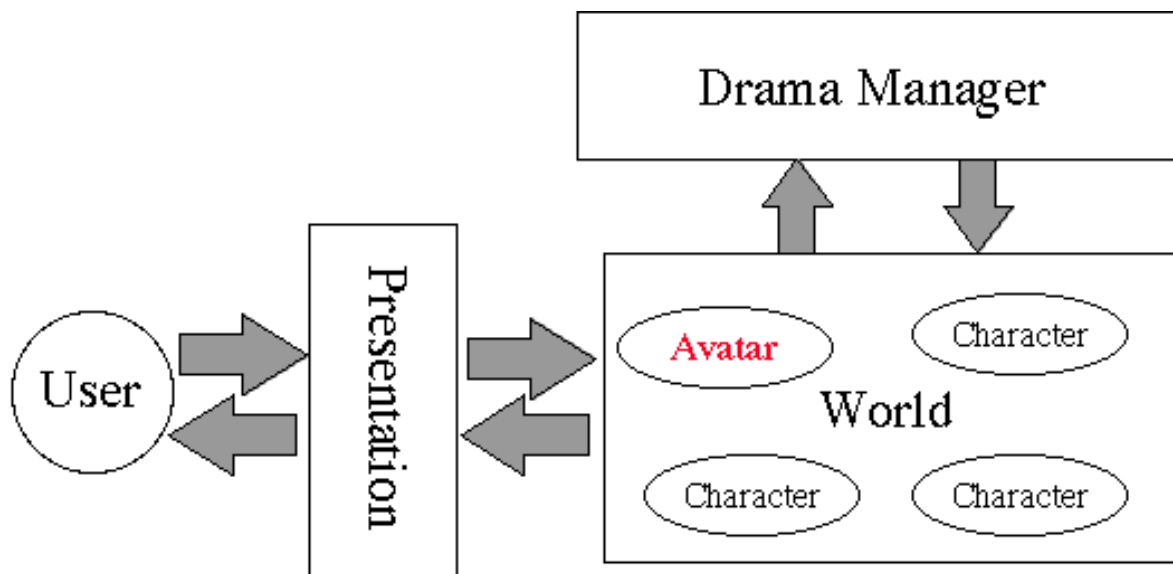 Drama Manager
Presentation
User
Avatar
Character
World
Character
Character